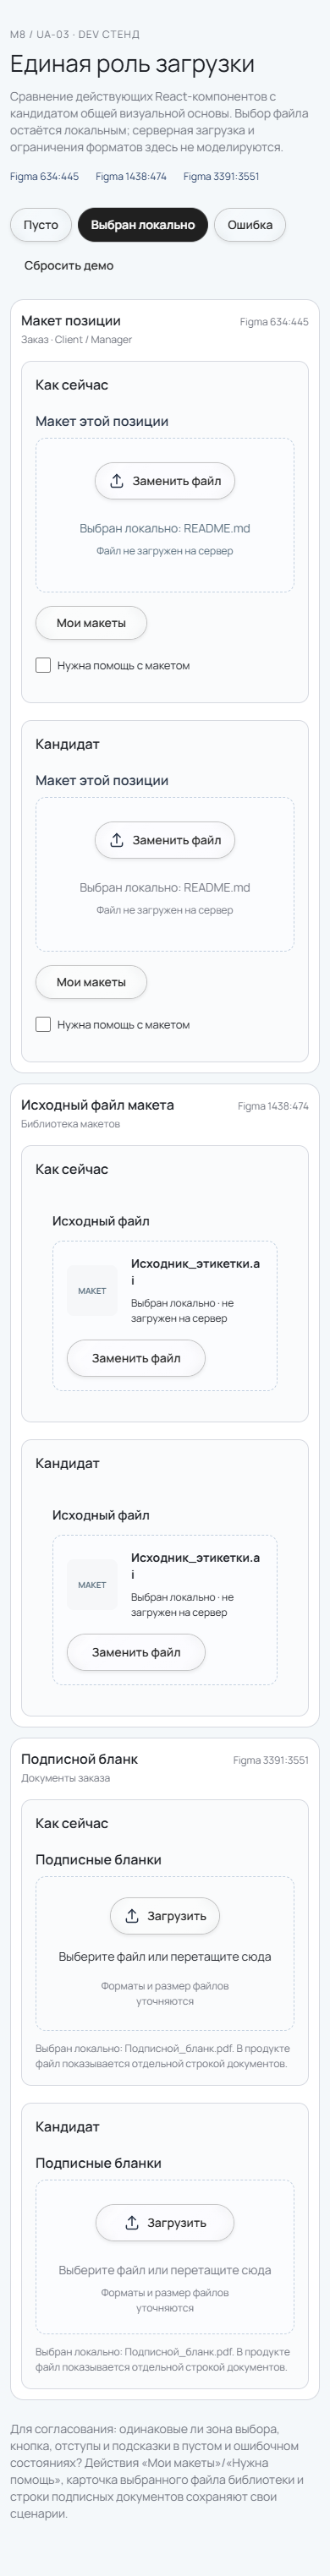 M8 / UA-03 · DEV СТЕНД
Единая роль загрузки
Сравнение действующих React-компонентов с
кандидатом общей визуальной основы. Выбор файла
остаётся локальным; серверная загрузка и
ограничения форматов здесь не моделируются.
Figma 634:445 Figma 1438:474 Figma 3391:3551
Пусто Выбран локально Ошибка
Сбросить демо
Макет позиции Figma 634:445
Заказ · Client / Manager
Как сейчас
Макет этой позиции
Заменить файл
Выбран локально: README.md
Файл не загружен на сервер
Мои макеты
Нужна помощь с макетом
Кандидат
Макет этой позиции
Заменить файл
Выбран локально: README.md
Файл не загружен на сервер
Мои макеты
Нужна помощь с макетом
Исходный файл макета Figma 1438:474
Библиотека макетов
Как сейчас
Исходный файл
Исходник_этикетки.a
i
МАКЕТ
Выбран локально · не
загружен на сервер
Заменить файл
Кандидат
Исходный файл
Исходник_этикетки.a
i
МАКЕТ
Выбран локально · не
загружен на сервер
Заменить файл
Подписной бланк Figma 3391:3551
Документы заказа
Как сейчас
Подписные бланки
Загрузить
Выберите файл или перетащите сюда
Форматы и размер файлов
уточняются
Выбран локально: Подписной_бланк.pdf. В продукте
файл показывается отдельной строкой документов.
Кандидат
Подписные бланки
Загрузить
Выберите файл или перетащите сюда
Форматы и размер файлов
уточняются
Выбран локально: Подписной_бланк.pdf. В продукте
файл показывается отдельной строкой документов.
Для согласования: одинаковые ли зона выбора,
кнопка, отступы и подсказки в пустом и ошибочном
состояниях? Действия «Мои макеты»/«Нужна
помощь», карточка выбранного файла библиотеки и
строки подписных документов сохраняют свои
сценарии.